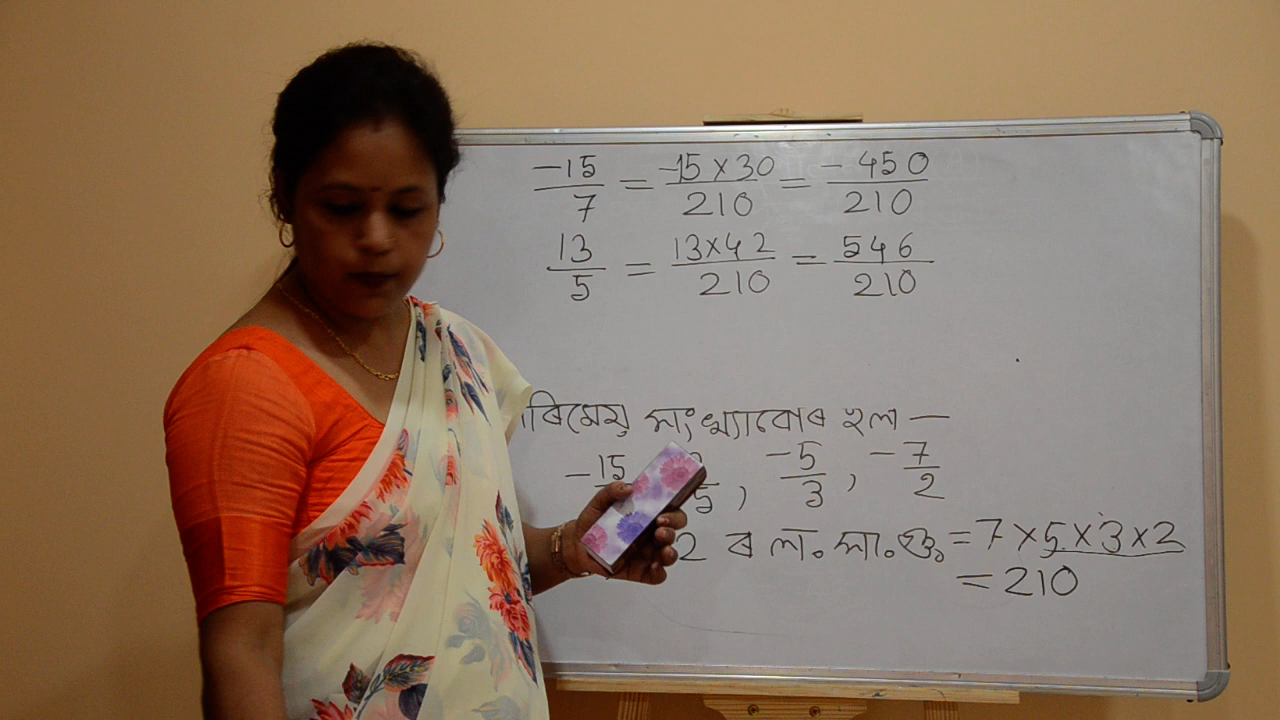 -15/7 = -15×30/210 = -450/210
13/5 = 13×42/210 = 546/210
ৰিমেয় সংখ্যাবোৰ হ'ল —
-15 , -5/3 , -7/2
2 ৰ ল. সা. গু. = 7×5×3×2
= 210